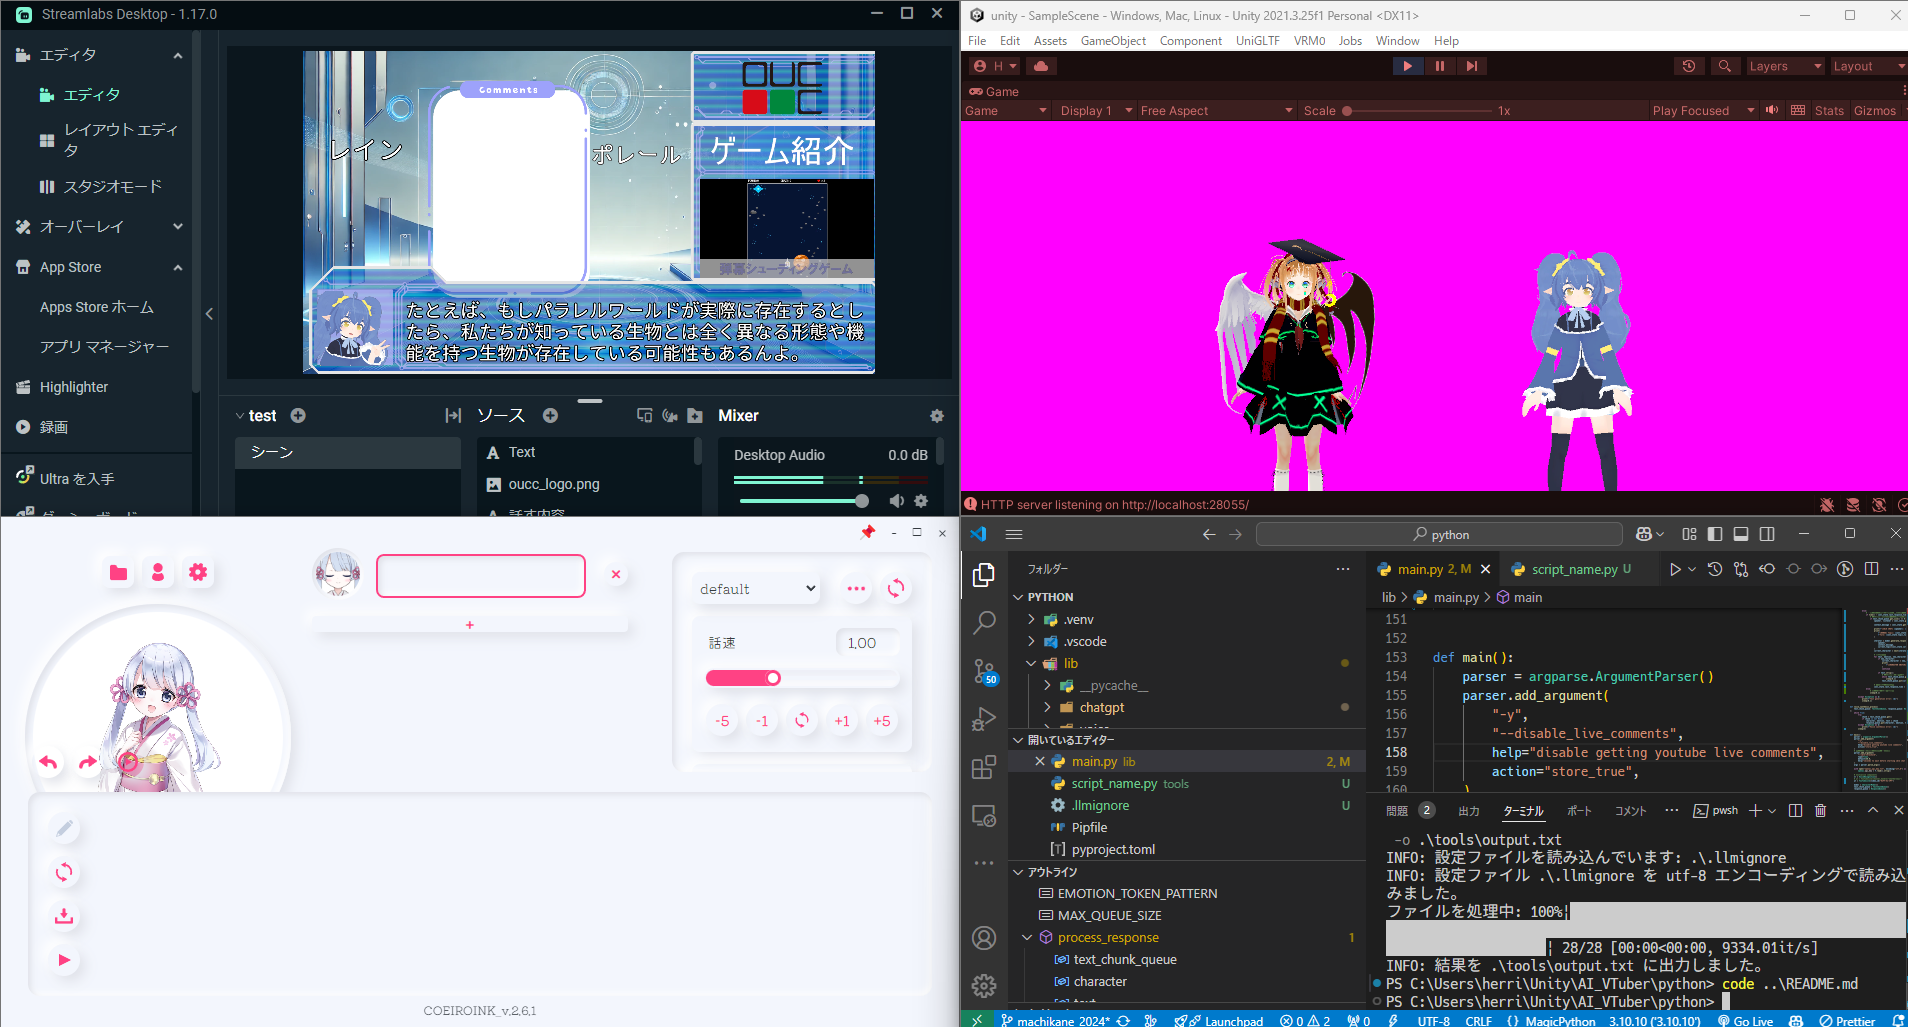 Streamlabs Desktop - 1.17.0
エディタ
エディタ
レイアウト エディ
タ
スタジオモード
オーバーレイ
App Store
Apps Store ホーム
アプリ マネージャー
Highlighter
録画
Ultra を入手
Comments
レイン
ポレール
OUCC
ゲーム紹介
弾幕シューティングゲーム
たとえば、もしパラレルワールドが実際に存在するとし
たら、私たちが知っている生物とは全く異なる形態や機
能を持つ生物が存在している可能性もあるんよ。
test
シーン
ソース
Text
oucc_logo.png
話す内容
Mixer
Desktop Audio 0.0 dB
unity - SampleScene - Windows, Mac, Linux - Unity 2021.3.25f1 Personal <DX11>
File Edit Assets GameObject Component UniGLTF VRM0 Jobs Window Help
H
Layers Layout
Game
Game Display 1 Free Aspect Scale 1x Play Focused Stats Gizmos
HTTP server listening on http://localhost:28055/
default
話速 1.00
-5 -1 +1 +5
COEIROINK_v.2.6.1
python
フォルダー
PYTHON
.venv
.vscode
lib
__pycache__
chatgpt
開いているエディター
main.py lib 2, M
script_name.py tools U
.llmignore U
Pipfile
pyproject.toml
アウトライン
EMOTION_TOKEN_PATTERN
MAX_QUEUE_SIZE
process_response 1
text_chunk_queue
character
50
main.py 2, M
script_name.py U
lib > main.py > main
151
152
153 def main():
154 parser = argparse.ArgumentParser()
155 parser.add_argument(
156 "-y",
157 "--disable_live_comments",
158 help="disable getting youtube live comments",
159 action="store_true",
160 )
問題 2 出力 ターミナル ポート コメント pwsh
-o .\tools\output.txt
INFO: 設定ファイルを読み込んでいます: .\.llmignore
INFO: 設定ファイル .\.llmignore を utf-8 エンコーディングで読み込
みました。
ファイルを処理中: 100%|
| 28/28 [00:00<00:00, 9334.01it/s]
INFO: 結果を .\tools\output.txt に出力しました。
PS C:\Users\herri\Unity\AI_VTuber\python> code ..\README.md
PS C:\Users\herri\Unity\AI_VTuber\python>
machikane 2024* Launchpad 0 2 0 UTF-8 CRLF {} MagicPython 3.10.10 ('3.10.10') Go Live Prettier